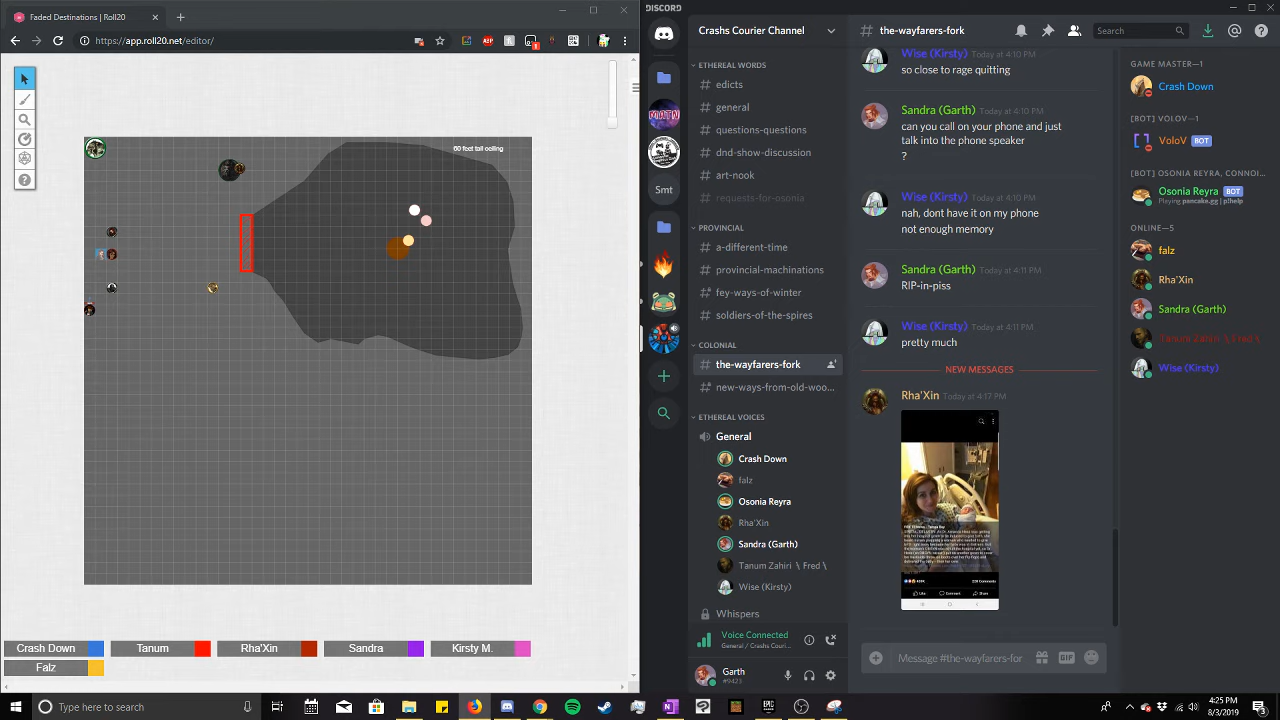 Faded Destinations | Roll20
https://app.roll20.net/editor/
60 feet tall ceiling
Crash Down
Tanum
Rha'Xin
Sandra
Kirsty M.
Falz
DISCORD
Crashs Courier Channel
ETHEREAL WORDS
edicts
general
questions-questions
dnd-show-discussion
art-nook
requests-for-osonia
PROVINCIAL
a-different-time
provincial-machinations
fey-ways-of-winter
soldiers-of-the-spires
COLONIAL
the-wayfarers-fork
new-ways-from-old-woo...
ETHEREAL VOICES
General
Crash Down
falz
Osonia Reyra
Rha'Xin
Sandra (Garth)
Tanum Zahiri \ Fred \
Wise (Kirsty)
Whispers
Voice Connected
General / Crashs Couri...
Garth
#9423
MATN
Smt
the-wayfarers-fork
Search
Wise (Kirsty) Today at 4:10 PM
so close to rage quitting
Sandra (Garth) Today at 4:10 PM
can you call on your phone and just
talk into the phone speaker
?
Wise (Kirsty) Today at 4:10 PM
nah, dont have it on my phone
not enough memory
Sandra (Garth) Today at 4:11 PM
RIP-in-piss
Wise (Kirsty) Today at 4:11 PM
pretty much
NEW MESSAGES
Rha'Xin Today at 4:17 PM
Like Comment Share
Message #the-wayfarers-for
GIF
GAME MASTER—1
Crash Down
[BOT] VOLOV—1
VoloV BOT
[BOT] OSONIA REYRA, CONNOI...
Osonia Reyra BOT
Playing pancake.gg | p!help
ONLINE—5
falz
Rha'Xin
Sandra (Garth)
Tanum Zahiri \ Fred \
Wise (Kirsty)
Type here to search
4:25 PM
8/3/2019